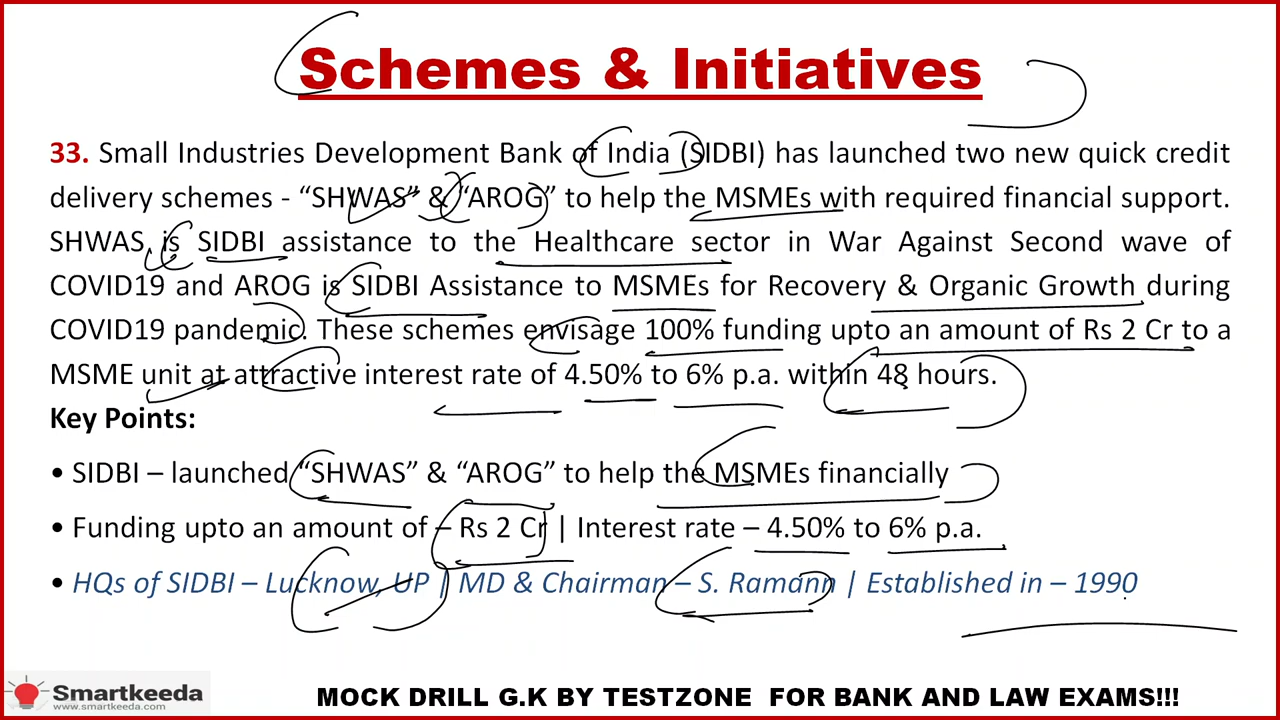 Schemes & Initiatives
33. Small Industries Development Bank of India (SIDBI) has launched two new quick credit
delivery schemes - “SHWAS” & “AROG” to help the MSMEs with required financial support.
SHWAS is SIDBI assistance to the Healthcare sector in War Against Second wave of
COVID19 and AROG is SIDBI Assistance to MSMEs for Recovery & Organic Growth during
COVID19 pandemic. These schemes envisage 100% funding upto an amount of Rs 2 Cr to a
MSME unit at attractive interest rate of 4.50% to 6% p.a. within 48 hours.
Key Points:
• SIDBI – launched “SHWAS” & “AROG” to help the MSMEs financially
• Funding upto an amount of – Rs 2 Cr | Interest rate – 4.50% to 6% p.a.
• HQs of SIDBI – Lucknow, UP | MD & Chairman – S. Ramann | Established in – 1990
Smartkeeda
www.smartkeeda.com
MOCK DRILL G.K BY TESTZONE FOR BANK AND LAW EXAMS!!!